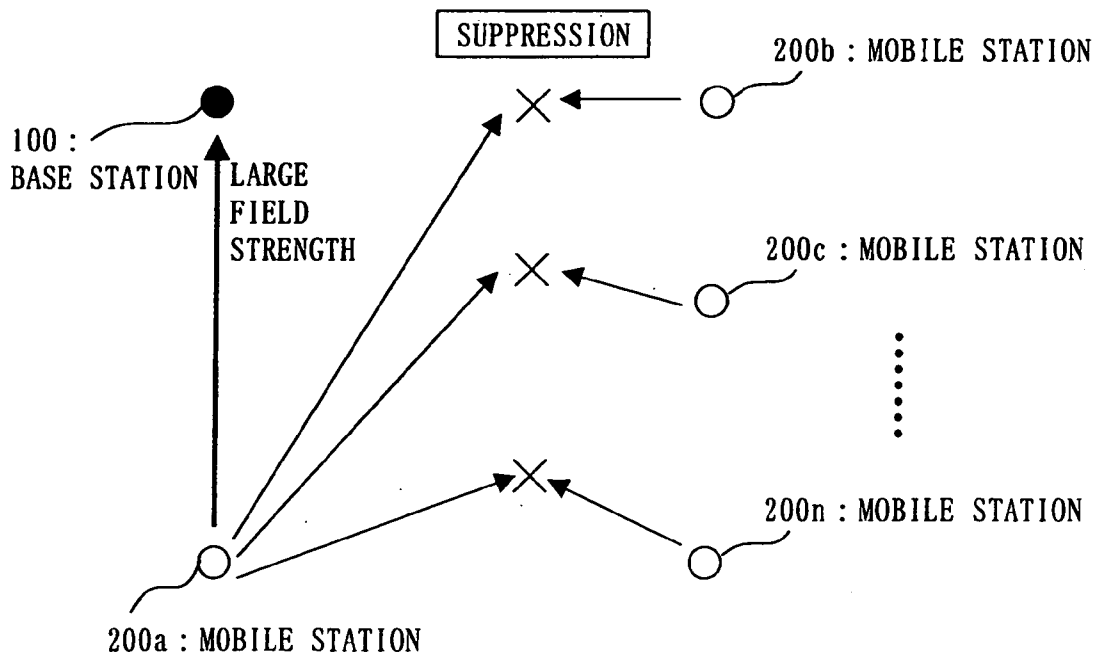 SUPPRESSION
200b : MOBILE STATION
100 :
BASE STATION
LARGE
FIELD
STRENGTH
200c : MOBILE STATION
200n : MOBILE STATION
200a : MOBILE STATION